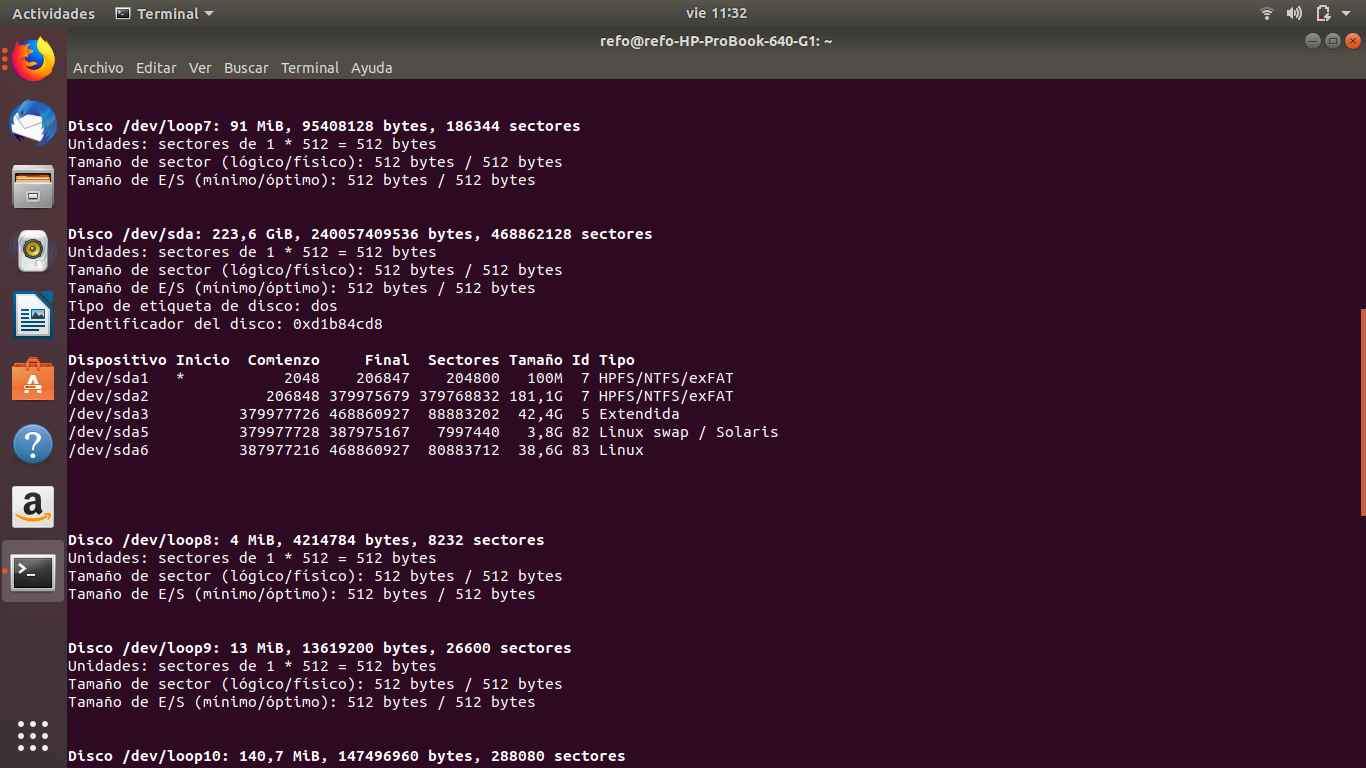 Actividades Terminal vie 11:32
refo@refo-HP-ProBook-640-G1: ~
Archivo Editar Ver Buscar Terminal Ayuda
Disco /dev/loop7: 91 MiB, 95408128 bytes, 186344 sectores
Unidades: sectores de 1 * 512 = 512 bytes
Tamaño de sector (lógico/físico): 512 bytes / 512 bytes
Tamaño de E/S (mínimo/óptimo): 512 bytes / 512 bytes
Disco /dev/sda: 223,6 GiB, 240057409536 bytes, 468862128 sectores
Unidades: sectores de 1 * 512 = 512 bytes
Tamaño de sector (lógico/físico): 512 bytes / 512 bytes
Tamaño de E/S (mínimo/óptimo): 512 bytes / 512 bytes
Tipo de etiqueta de disco: dos
Identificador del disco: 0xd1b84cd8
Dispositivo Inicio  Comienzo     Final  Sectores Tamaño Id Tipo
/dev/sda1   *           2048    206847    204800   100M  7 HPFS/NTFS/exFAT
/dev/sda2             206848 379975679 379768832 181,1G  7 HPFS/NTFS/exFAT
/dev/sda3          379977726 468860927  88883202  42,4G  5 Extendida
/dev/sda5          379977728 387975167   7997440   3,8G 82 Linux swap / Solaris
/dev/sda6          387977216 468860927  80883712  38,6G 83 Linux
Disco /dev/loop8: 4 MiB, 4214784 bytes, 8232 sectores
Unidades: sectores de 1 * 512 = 512 bytes
Tamaño de sector (lógico/físico): 512 bytes / 512 bytes
Tamaño de E/S (mínimo/óptimo): 512 bytes / 512 bytes
Disco /dev/loop9: 13 MiB, 13619200 bytes, 26600 sectores
Unidades: sectores de 1 * 512 = 512 bytes
Tamaño de sector (lógico/físico): 512 bytes / 512 bytes
Tamaño de E/S (mínimo/óptimo): 512 bytes / 512 bytes
Disco /dev/loop10: 140,7 MiB, 147496960 bytes, 288080 sectores